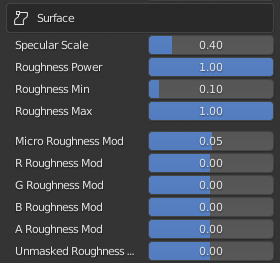 Surface
Specular Scale 0.40
Roughness Power 1.00
Roughness Min 0.10
Roughness Max 1.00
Micro Roughness Mod 0.05
R Roughness Mod 0.00
G Roughness Mod 0.00
B Roughness Mod 0.00
A Roughness Mod 0.00
Unmasked Roughness ... 0.00